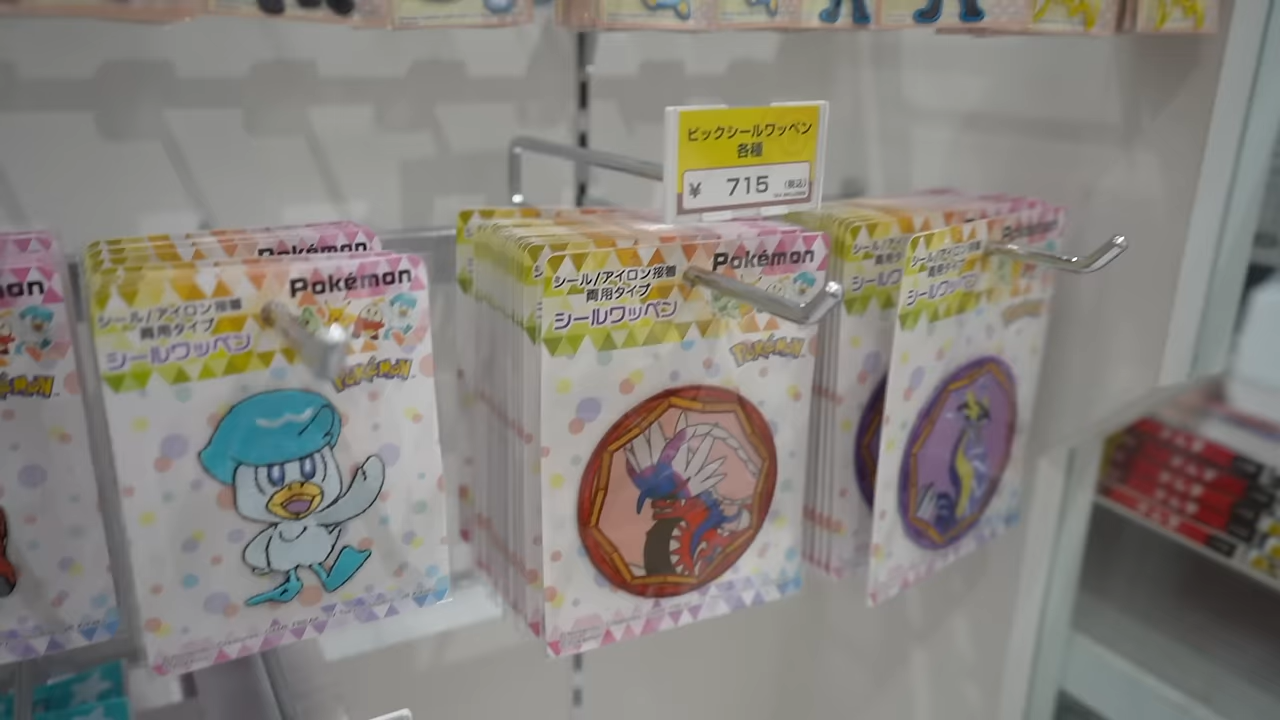 ビックシールワッペン
各種
¥ 715 (税込)
Pokémon
Pokémon
シール/アイロン接着
両用タイプ
シールワッペン
POKÉMON
Pokémon
シール/アイロン接着
両用タイプ
シールワッペン
POKÉMON
シール/アイロン接着
両用タイプ
シールワッペン